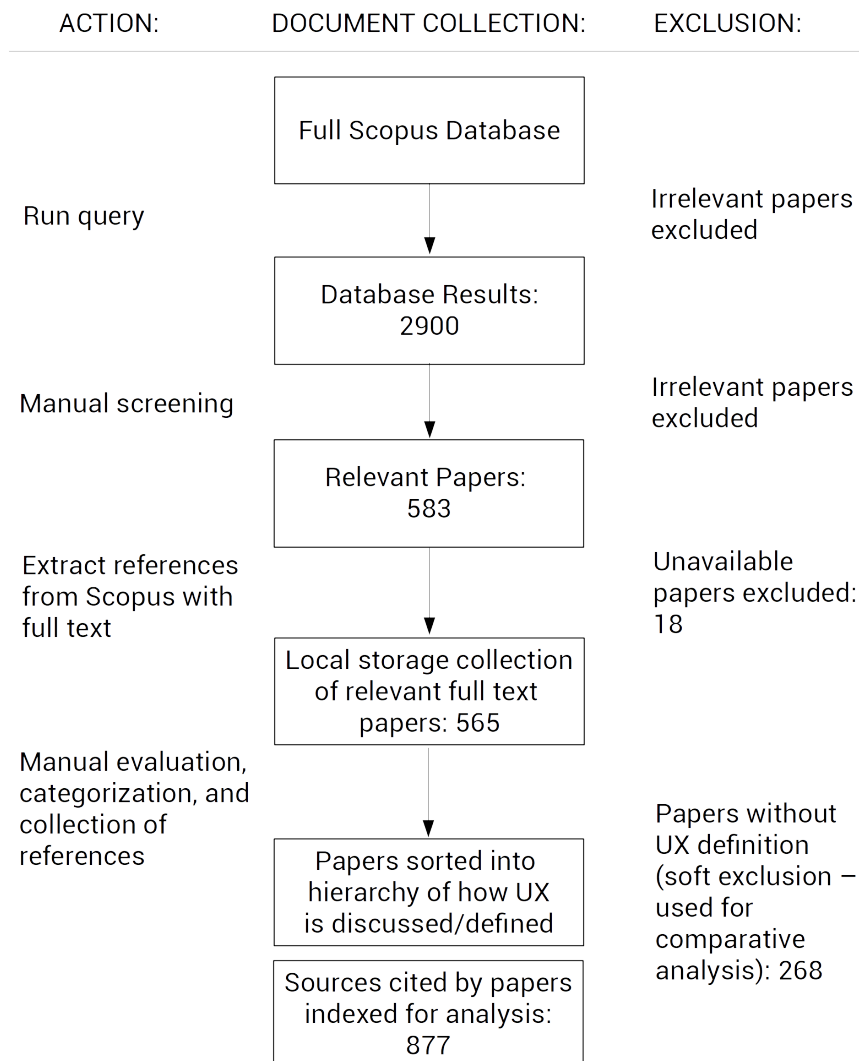 ACTION:
DOCUMENT COLLECTION:
EXCLUSION:
Full Scopus Database
Run query
Irrelevant papers
excluded
Database Results:
2900
Manual screening
Irrelevant papers
excluded
Relevant Papers:
583
Extract references
from Scopus with
full text
Unavailable
papers excluded:
18
Local storage collection
of relevant full text
papers: 565
Manual evaluation,
categorization, and
collection of
references
Papers without
UX definition
(soft exclusion –
used for
comparative
analysis): 268
Papers sorted into
hierarchy of how UX
is discussed/defined
Sources cited by papers
indexed for analysis:
877